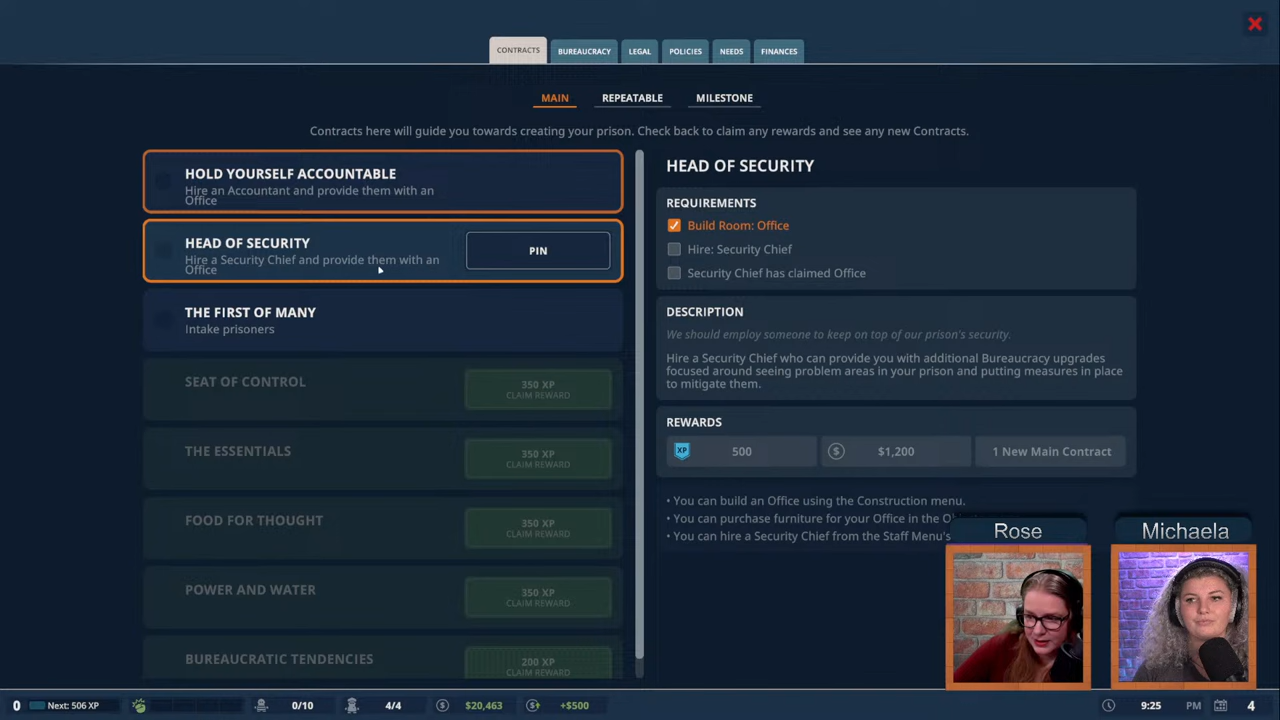 CONTRACTS
BUREAUCRACY
LEGAL
POLICIES
NEEDS
FINANCES
MAIN
REPEATABLE
MILESTONE
Contracts here will guide you towards creating your prison. Check back to claim any rewards and see any new Contracts.
HOLD YOURSELF ACCOUNTABLE
Hire an Accountant and provide them with an
Office
HEAD OF SECURITY
Hire a Security Chief and provide them with an
Office
PIN
THE FIRST OF MANY
Intake prisoners
SEAT OF CONTROL
350 XP
CLAIM REWARD
THE ESSENTIALS
350 XP
CLAIM REWARD
FOOD FOR THOUGHT
350 XP
CLAIM REWARD
POWER AND WATER
350 XP
CLAIM REWARD
BUREAUCRATIC TENDENCIES
200 XP
CLAIM REWARD
HEAD OF SECURITY
REQUIREMENTS
Build Room: Office
Hire: Security Chief
Security Chief has claimed Office
DESCRIPTION
We should employ someone to keep on top of our prison's security.
Hire a Security Chief who can provide you with additional Bureaucracy upgrades
focused around seeing problem areas in your prison and putting measures in place
to mitigate them.
REWARDS
XP
500
$
$1,200
1 New Main Contract
• You can build an Office using the Construction menu.
• You can purchase furniture for your Office in the
• You can hire a Security Chief from the Staff Menu's
Rose
Michaela
0
Next: 506 XP
0/10
4/4
$
$20,463
$
+$500
9:25
PM
4